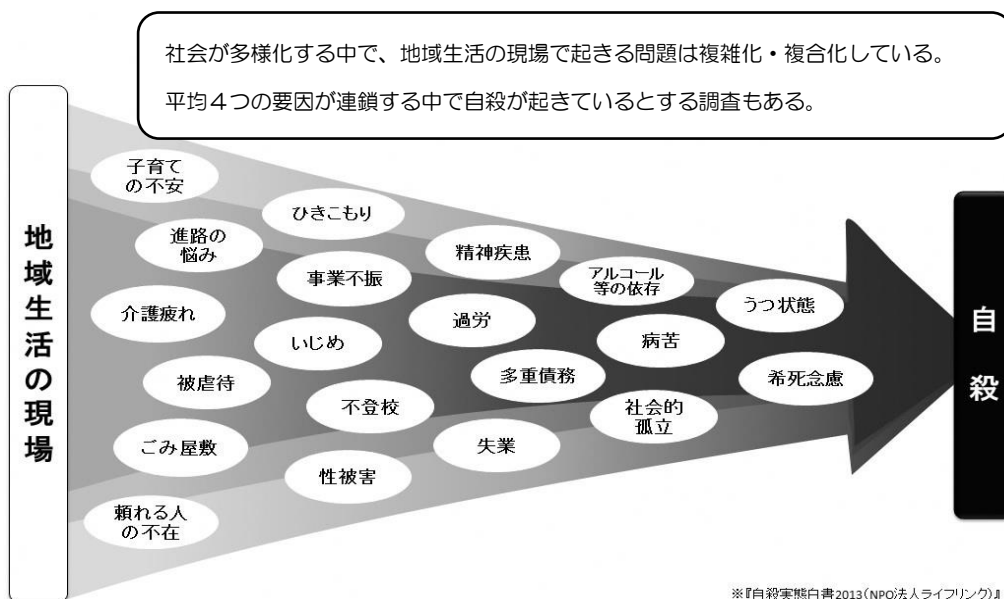 社会が多様化する中で、地域生活の現場で起きる問題は複雑化・複合化している。
平均４つの要因が連鎖する中で自殺が起きているとする調査もある。
地域生活の現場
子育て
の不安
進路の
悩み
介護疲れ
被虐待
ごみ屋敷
頼れる人
の不在
ひきこもり
事業不振
いじめ
不登校
性被害
精神疾患
過労
多重債務
失業
アルコール
等の依存
病苦
社会的
孤立
うつ状態
希死念慮
自殺
※『自殺実態白書2013（NPO法人ライフリンク）』